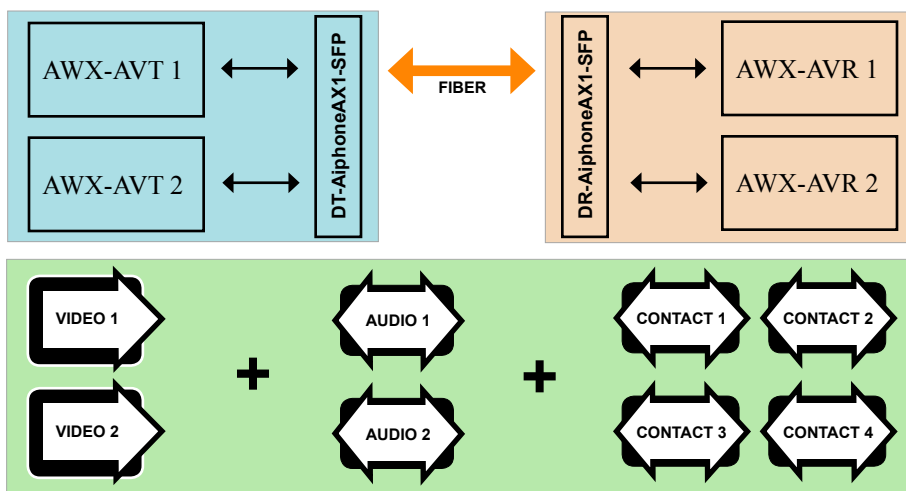 AWX-AVT 1
AWX-AVT 2
DT-AiphoneAX1-SFP
FIBER
DR-AiphoneAX1-SFP
AWX-AVR 1
AWX-AVR 2
VIDEO 1
AUDIO 1
CONTACT 1
CONTACT 2
+
+
VIDEO 2
AUDIO 2
CONTACT 3
CONTACT 4